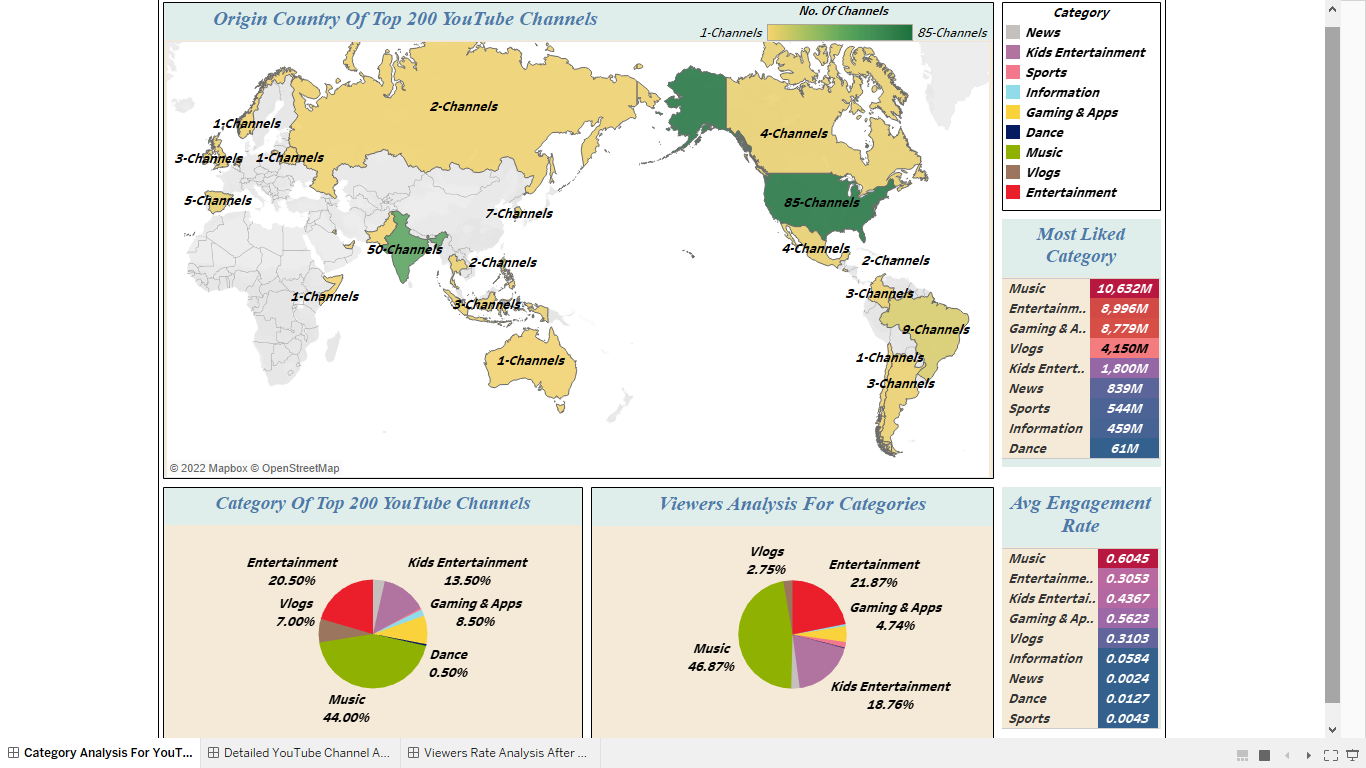 Origin Country Of Top 200 YouTube Channels
No. Of Channels
1-Channels
85-Channels
2-Channels
1-Channels
3-Channels
1-Channels
5-Channels
7-Channels
50-Channels
2-Channels
1-Channels
3-Channels
1-Channels
4-Channels
85-Channels
4-Channels
2-Channels
3-Channels
9-Channels
1-Channels
3-Channels
© 2022 Mapbox © OpenStreetMap
Category
News
Kids Entertainment
Sports
Information
Gaming & Apps
Dance
Music
Vlogs
Entertainment
Most Liked
Category
Music 10,632M
Entertainm.. 8,996M
Gaming & A.. 8,779M
Vlogs 4,150M
Kids Entert.. 1,800M
News 839M
Sports 544M
Information 459M
Dance 61M
Category Of Top 200 YouTube Channels
Entertainment
20.50%
Kids Entertainment
13.50%
Vlogs
7.00%
Gaming & Apps
8.50%
Dance
0.50%
Music
44.00%
Viewers Analysis For Categories
Vlogs
2.75%
Entertainment
21.87%
Gaming & Apps
4.74%
Music
46.87%
Kids Entertainment
18.76%
Avg Engagement
Rate
Music 0.6045
Entertainme.. 0.3053
Kids Entertai.. 0.4367
Gaming & Ap.. 0.5623
Vlogs 0.3103
Information 0.0584
News 0.0024
Dance 0.0127
Sports 0.0043
Category Analysis For YouT...
Detailed YouTube Channel A...
Viewers Rate Analysis After ...